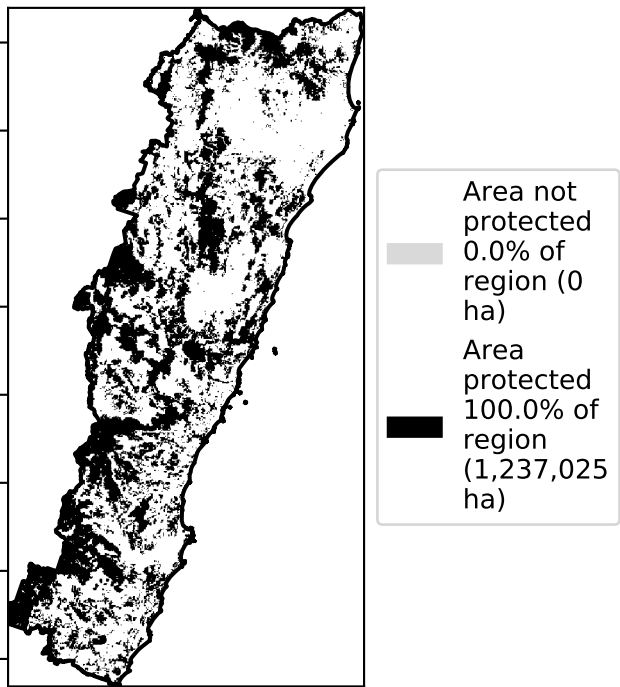 Area not
protected
0.0% of
region (0
ha)
Area
protected
100.0% of
region
(1,237,025
ha)